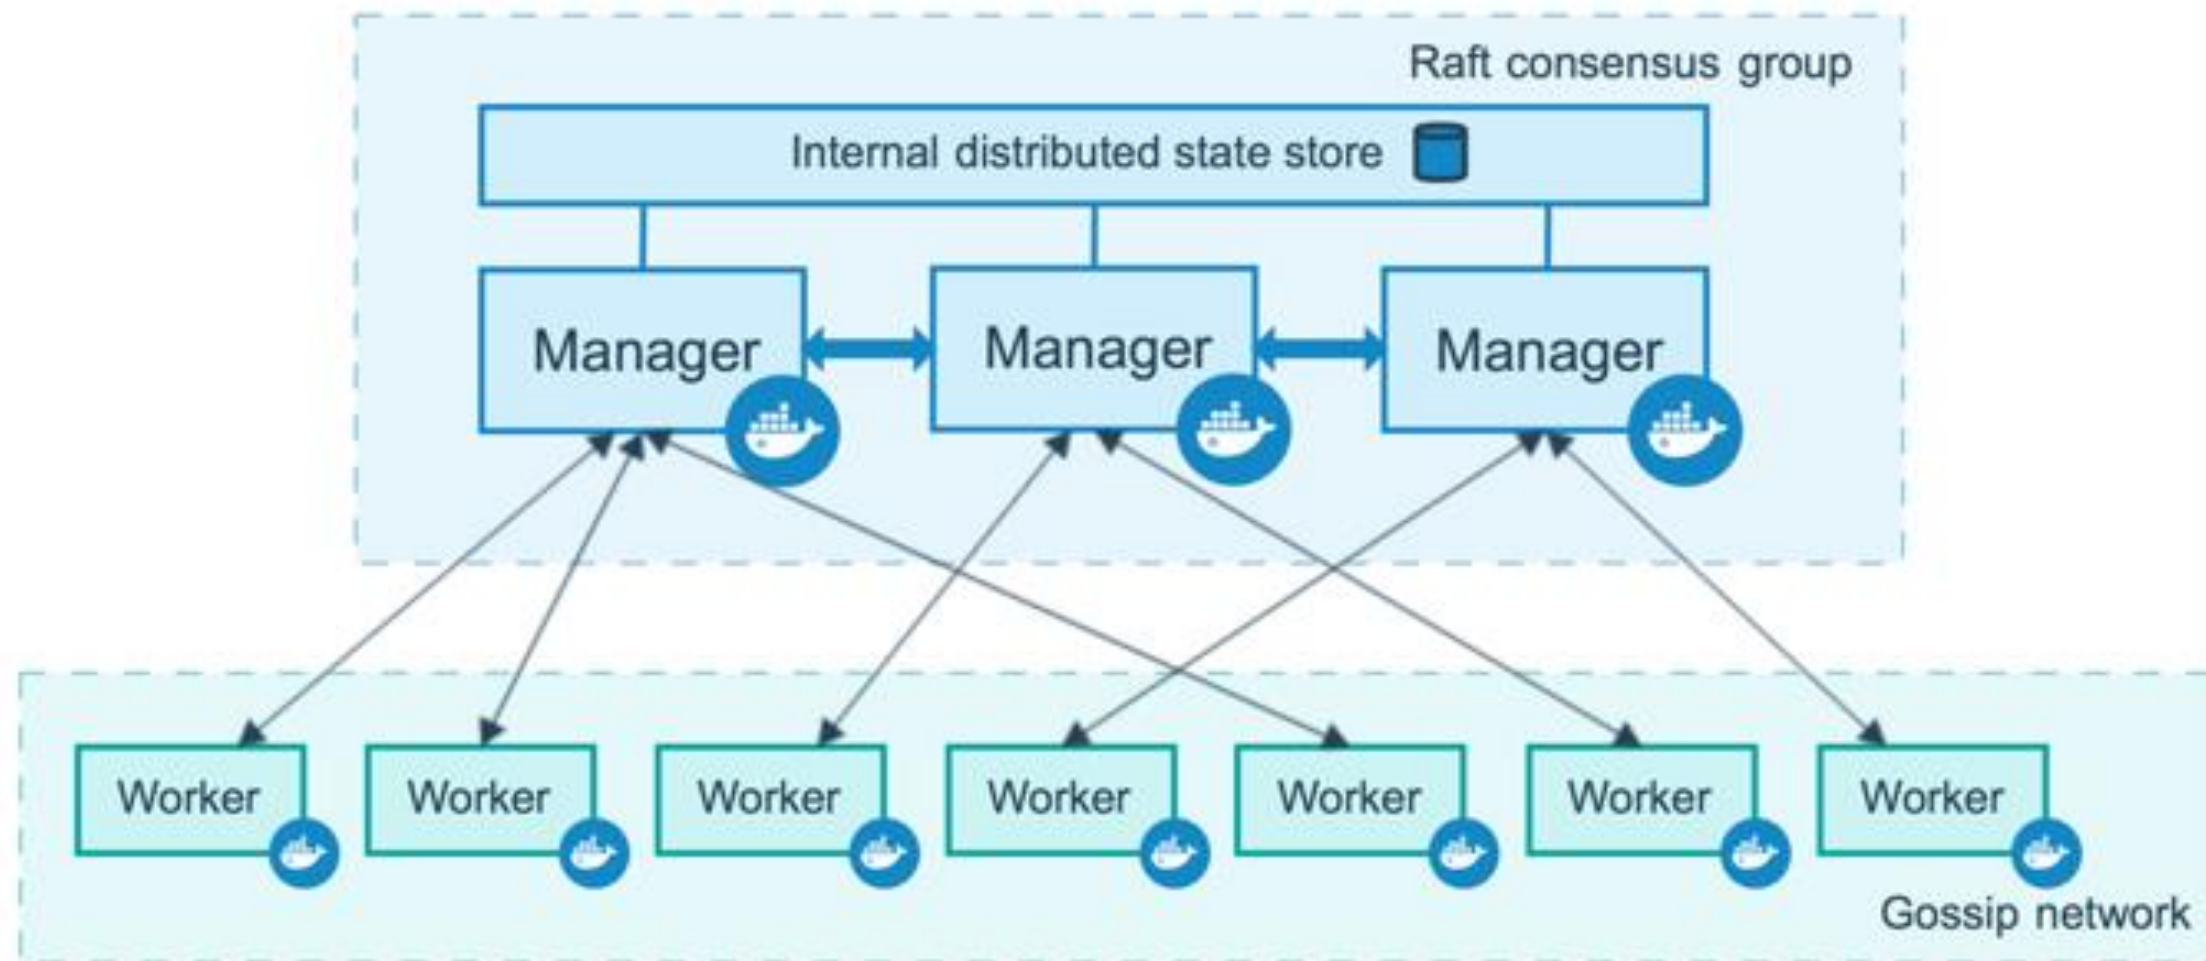 Raft consensus group
Internal distributed state store
Manager
Manager
Manager
Worker
Worker
Worker
Worker
Worker
Worker
Worker
Gossip network